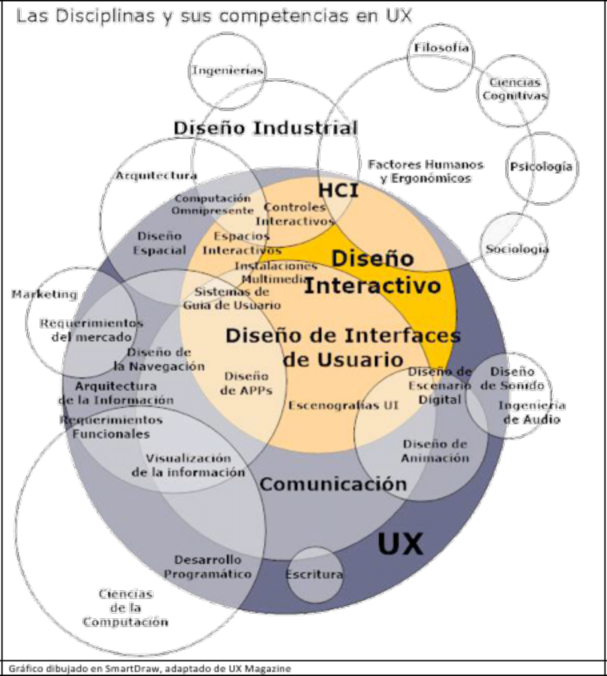 Las Disciplinas y sus competencias en UX
Filosofía
Ingenierías
Ciencias
Cognitivas
Diseño Industrial
Factores Humanos
y Ergonómicos
Psicología
Arquitectura
HCI
Computación
Omnipresente
Controles
Interactivos
Diseño
Espacial
Espacios
Interactivos
Sociología
Diseño
Interactivo
Instalaciones
Multimedia
Sistemas de
Guía de Usuario
Marketing
Requerimientos
del mercado
Diseño de Interfaces
de Usuario
Diseño de
la Navegación
Diseño
de APPs
Diseño de
Escenario
Digital
Diseño
de Sonido
Arquitectura
de la Información
Escenografías UI
Ingeniería
de Audio
Requerimientos
Funcionales
Diseño de
Animación
Visualización
de la información
Comunicación
UX
Desarrollo
Programático
Escritura
Ciencias
de la
Computación
Gráfico dibujado en SmartDraw, adaptado de UX Magazine